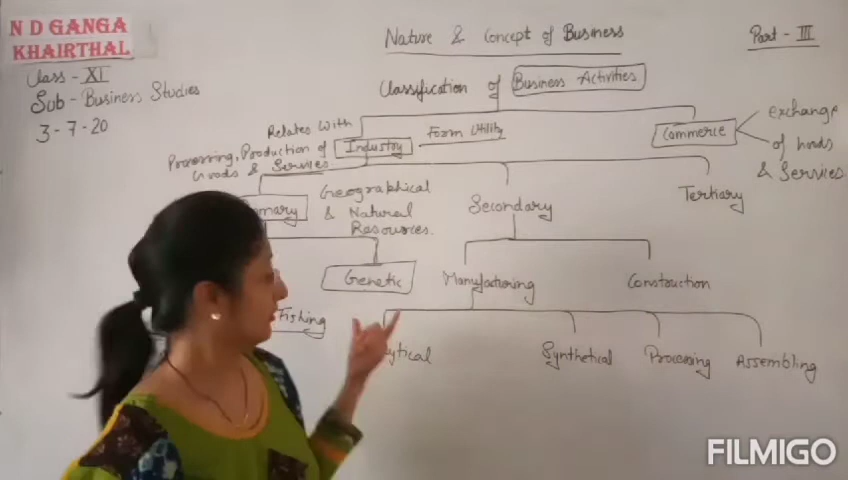 N D GANGA
KHAIRTHAL
Class - XI
Sub - Business Studies
3-7-20
Nature & Concept of Business
Part - III
Classification of Business Activities
Relates with
Processing, Production of
Goods & Services
Industry
Form Utility
Commerce
exchange
of Goods
& Services
Geographical
& Natural
Resources.
Secondary
Tertiary
Genetic
Manufacturing
Construction
Fishing
Synthetical
Processing
Assembling
FILMIGO